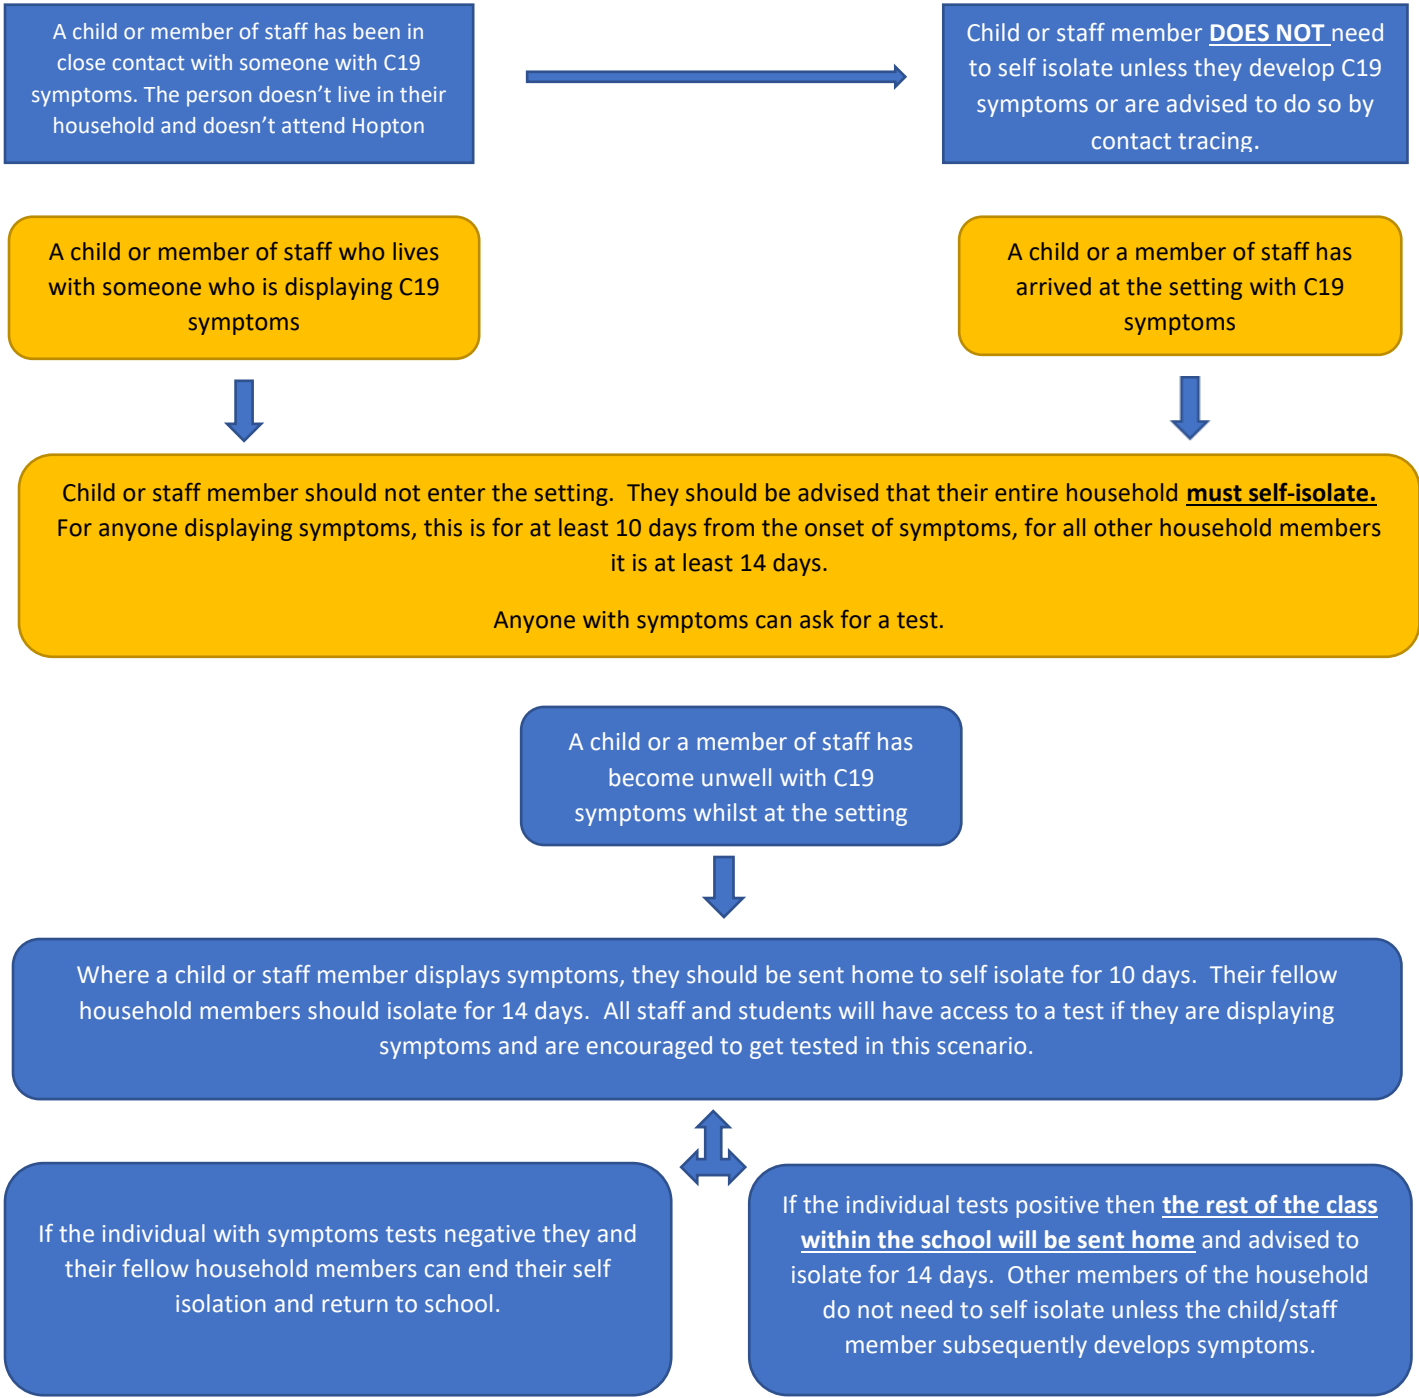 A child or member of staff has been in
close contact with someone with C19
symptoms. The person doesn't live in their
household and doesn't attend Hopton
Child or staff member DOES NOT need
to self isolate unless they develop C19
symptoms or are advised to do so by
contact tracing.
A child or member of staff who lives
with someone who is displaying C19
symptoms
A child or a member of staff has
arrived at the setting with C19
symptoms
Child or staff member should not enter the setting.  They should be advised that their entire household must self-isolate.
For anyone displaying symptoms, this is for at least 10 days from the onset of symptoms, for all other household members
it is at least 14 days.
Anyone with symptoms can ask for a test.
A child or a member of staff has
become unwell with C19
symptoms whilst at the setting
Where a child or staff member displays symptoms, they should be sent home to self isolate for 10 days.  Their fellow
household members should isolate for 14 days.  All staff and students will have access to a test if they are displaying
symptoms and are encouraged to get tested in this scenario.
If the individual with symptoms tests negative they and
their fellow household members can end their self
isolation and return to school.
If the individual tests positive then the rest of the class
within the school will be sent home and advised to
isolate for 14 days.  Other members of the household
do not need to self isolate unless the child/staff
member subsequently develops symptoms.